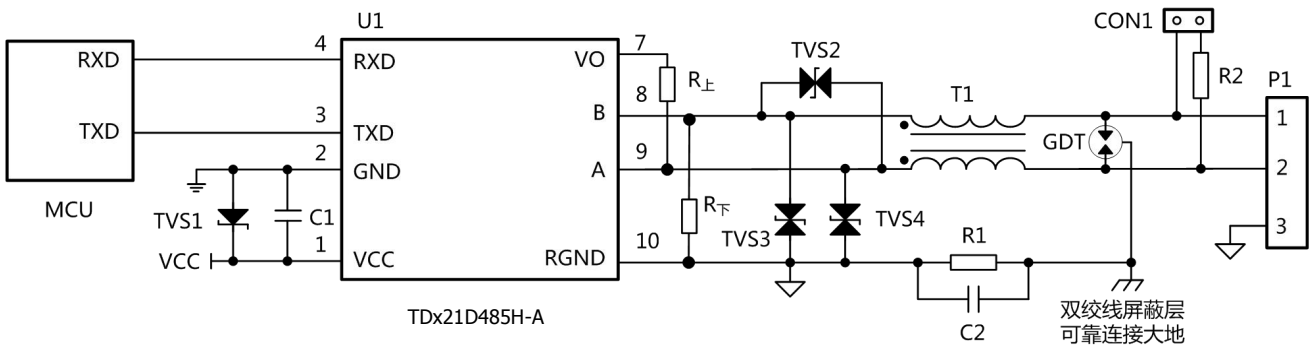 U1
CON1
RXD
4
RXD
VO
7
TVS2
R上
R2
P1
8
B
T1
1
TXD
3
TXD
GDT
2
GND
9
A
2
TVS1
C1
R下
TVS3
TVS4
3
MCU
VCC
1
VCC
RGND
10
R1
C2
TDx21D485H-A
双绞线屏蔽层
可靠连接大地